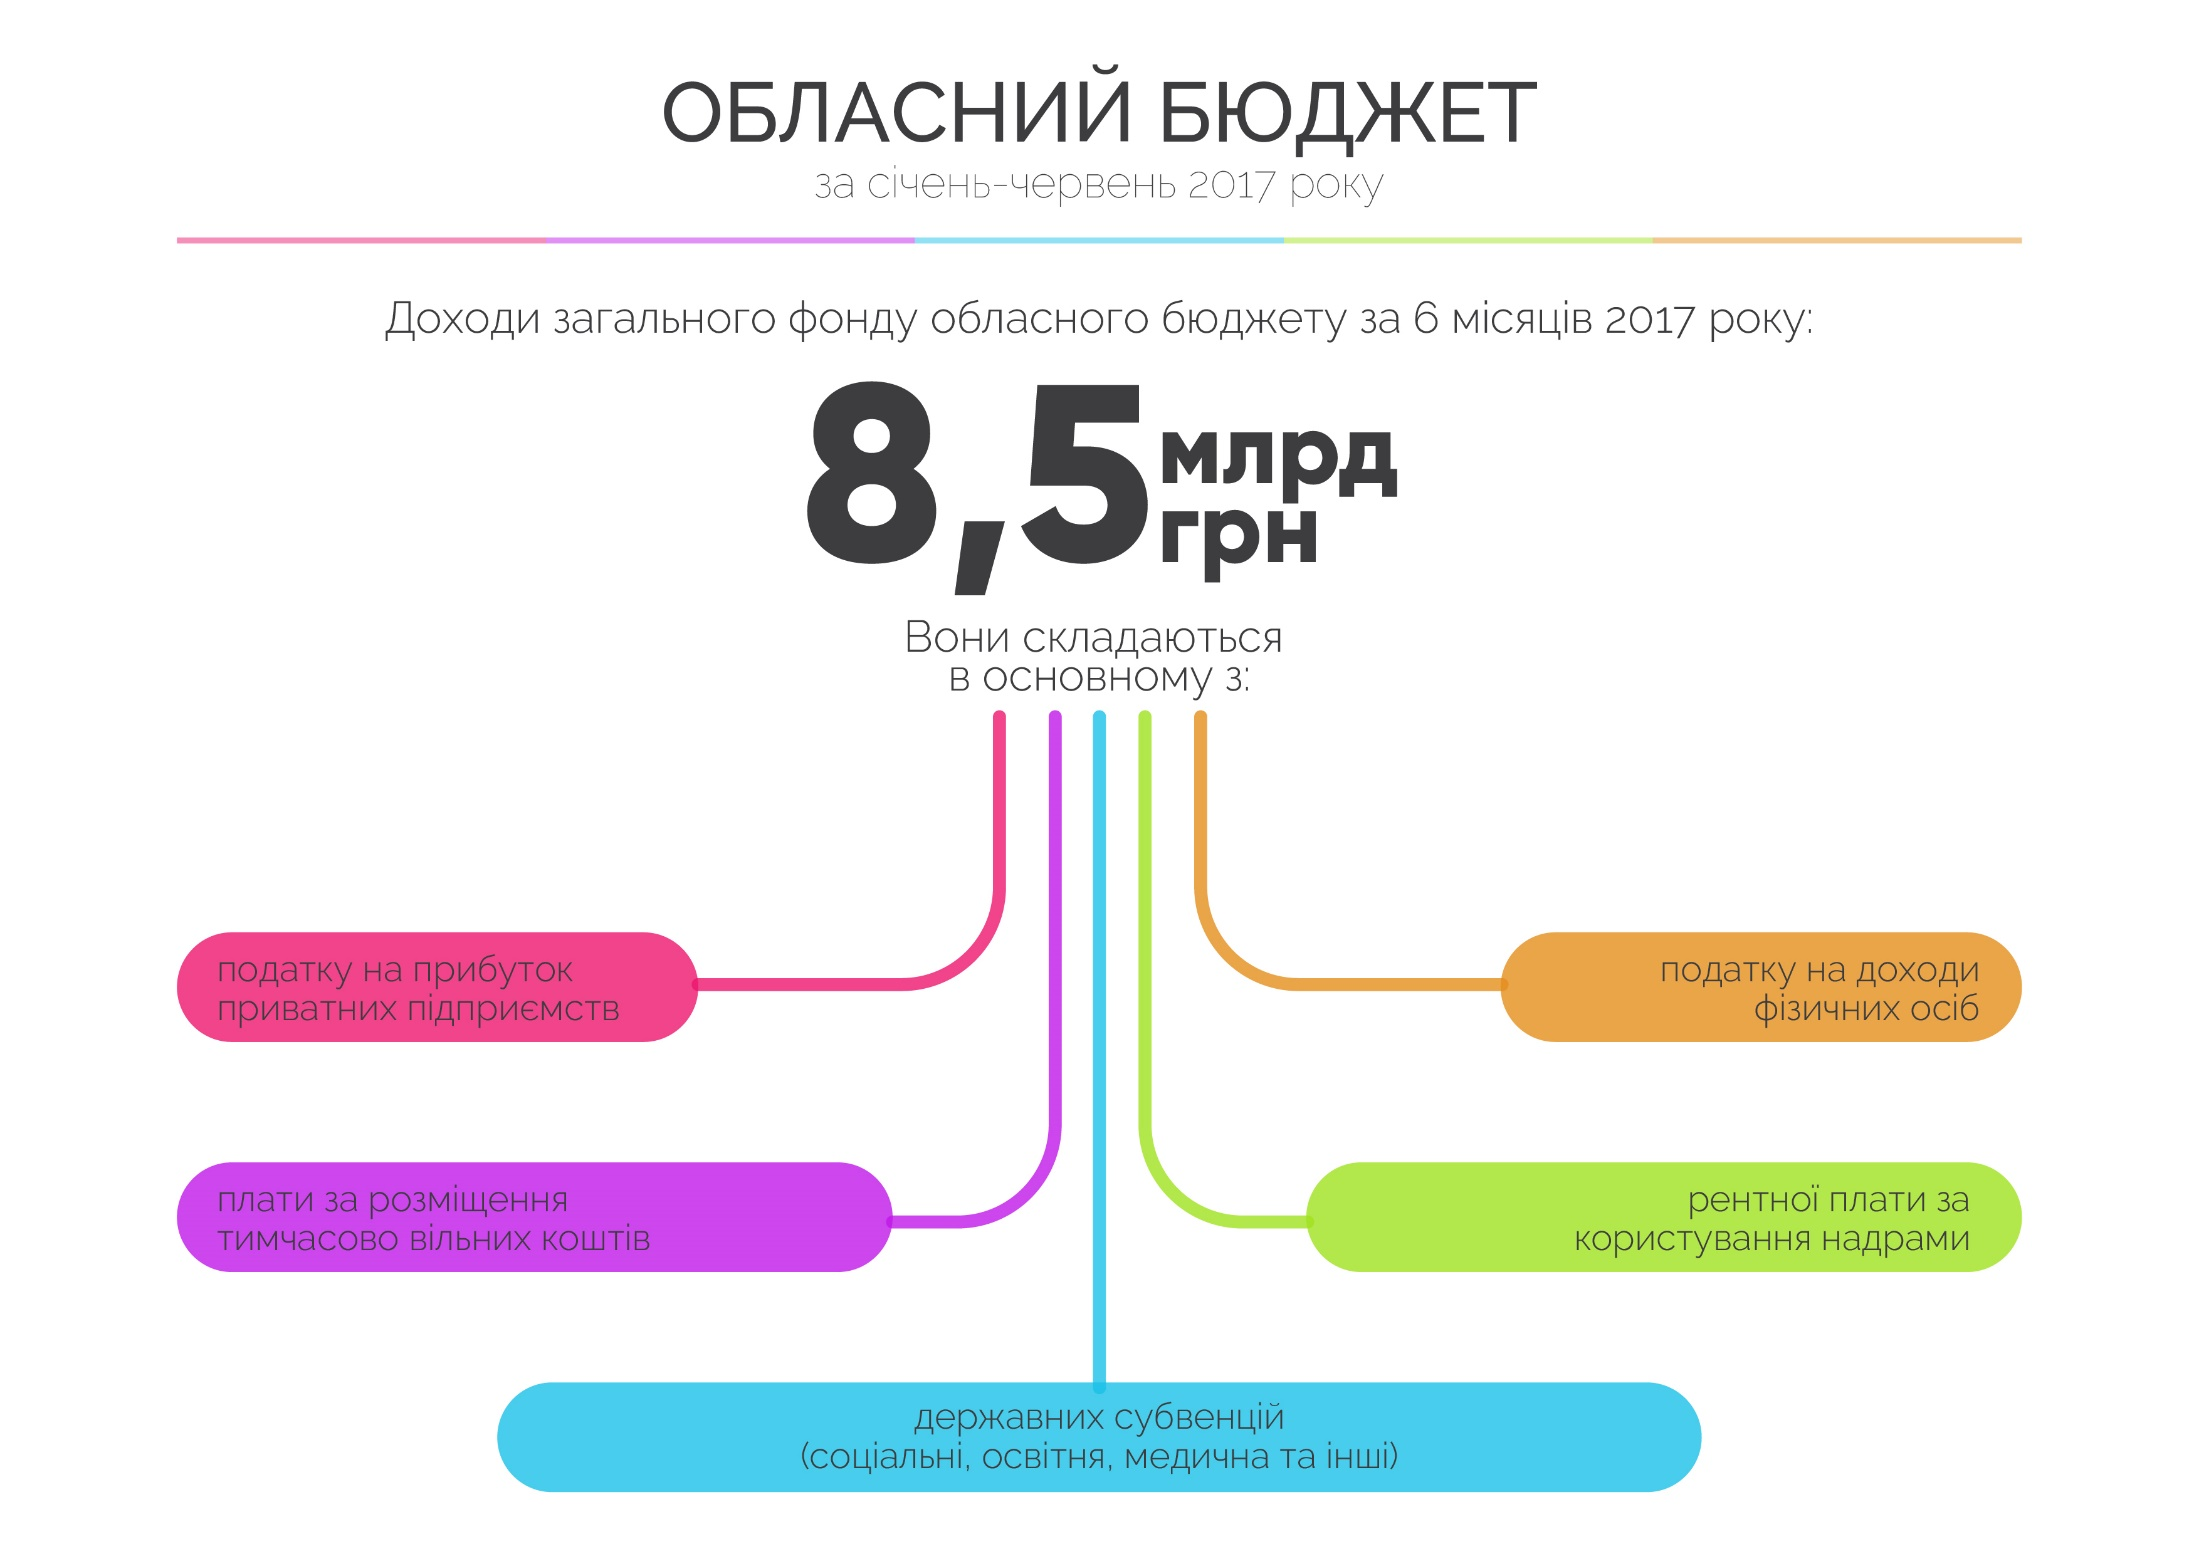 ОБЛАСНИЙ БЮДЖЕТ
за січень-червень 2017 року
Доходи загального фонду обласного бюджету за 6 місяців 2017 року:
8,5 млрд
грн
Вони складаються
в основному з:
податку на прибуток
приватних підприємств
податку на доходи
фізичних осіб
плати за розміщення
тимчасово вільних коштів
рентної плати за
користування надрами
державних субвенцій
(соціальні, освітня, медична та інші)